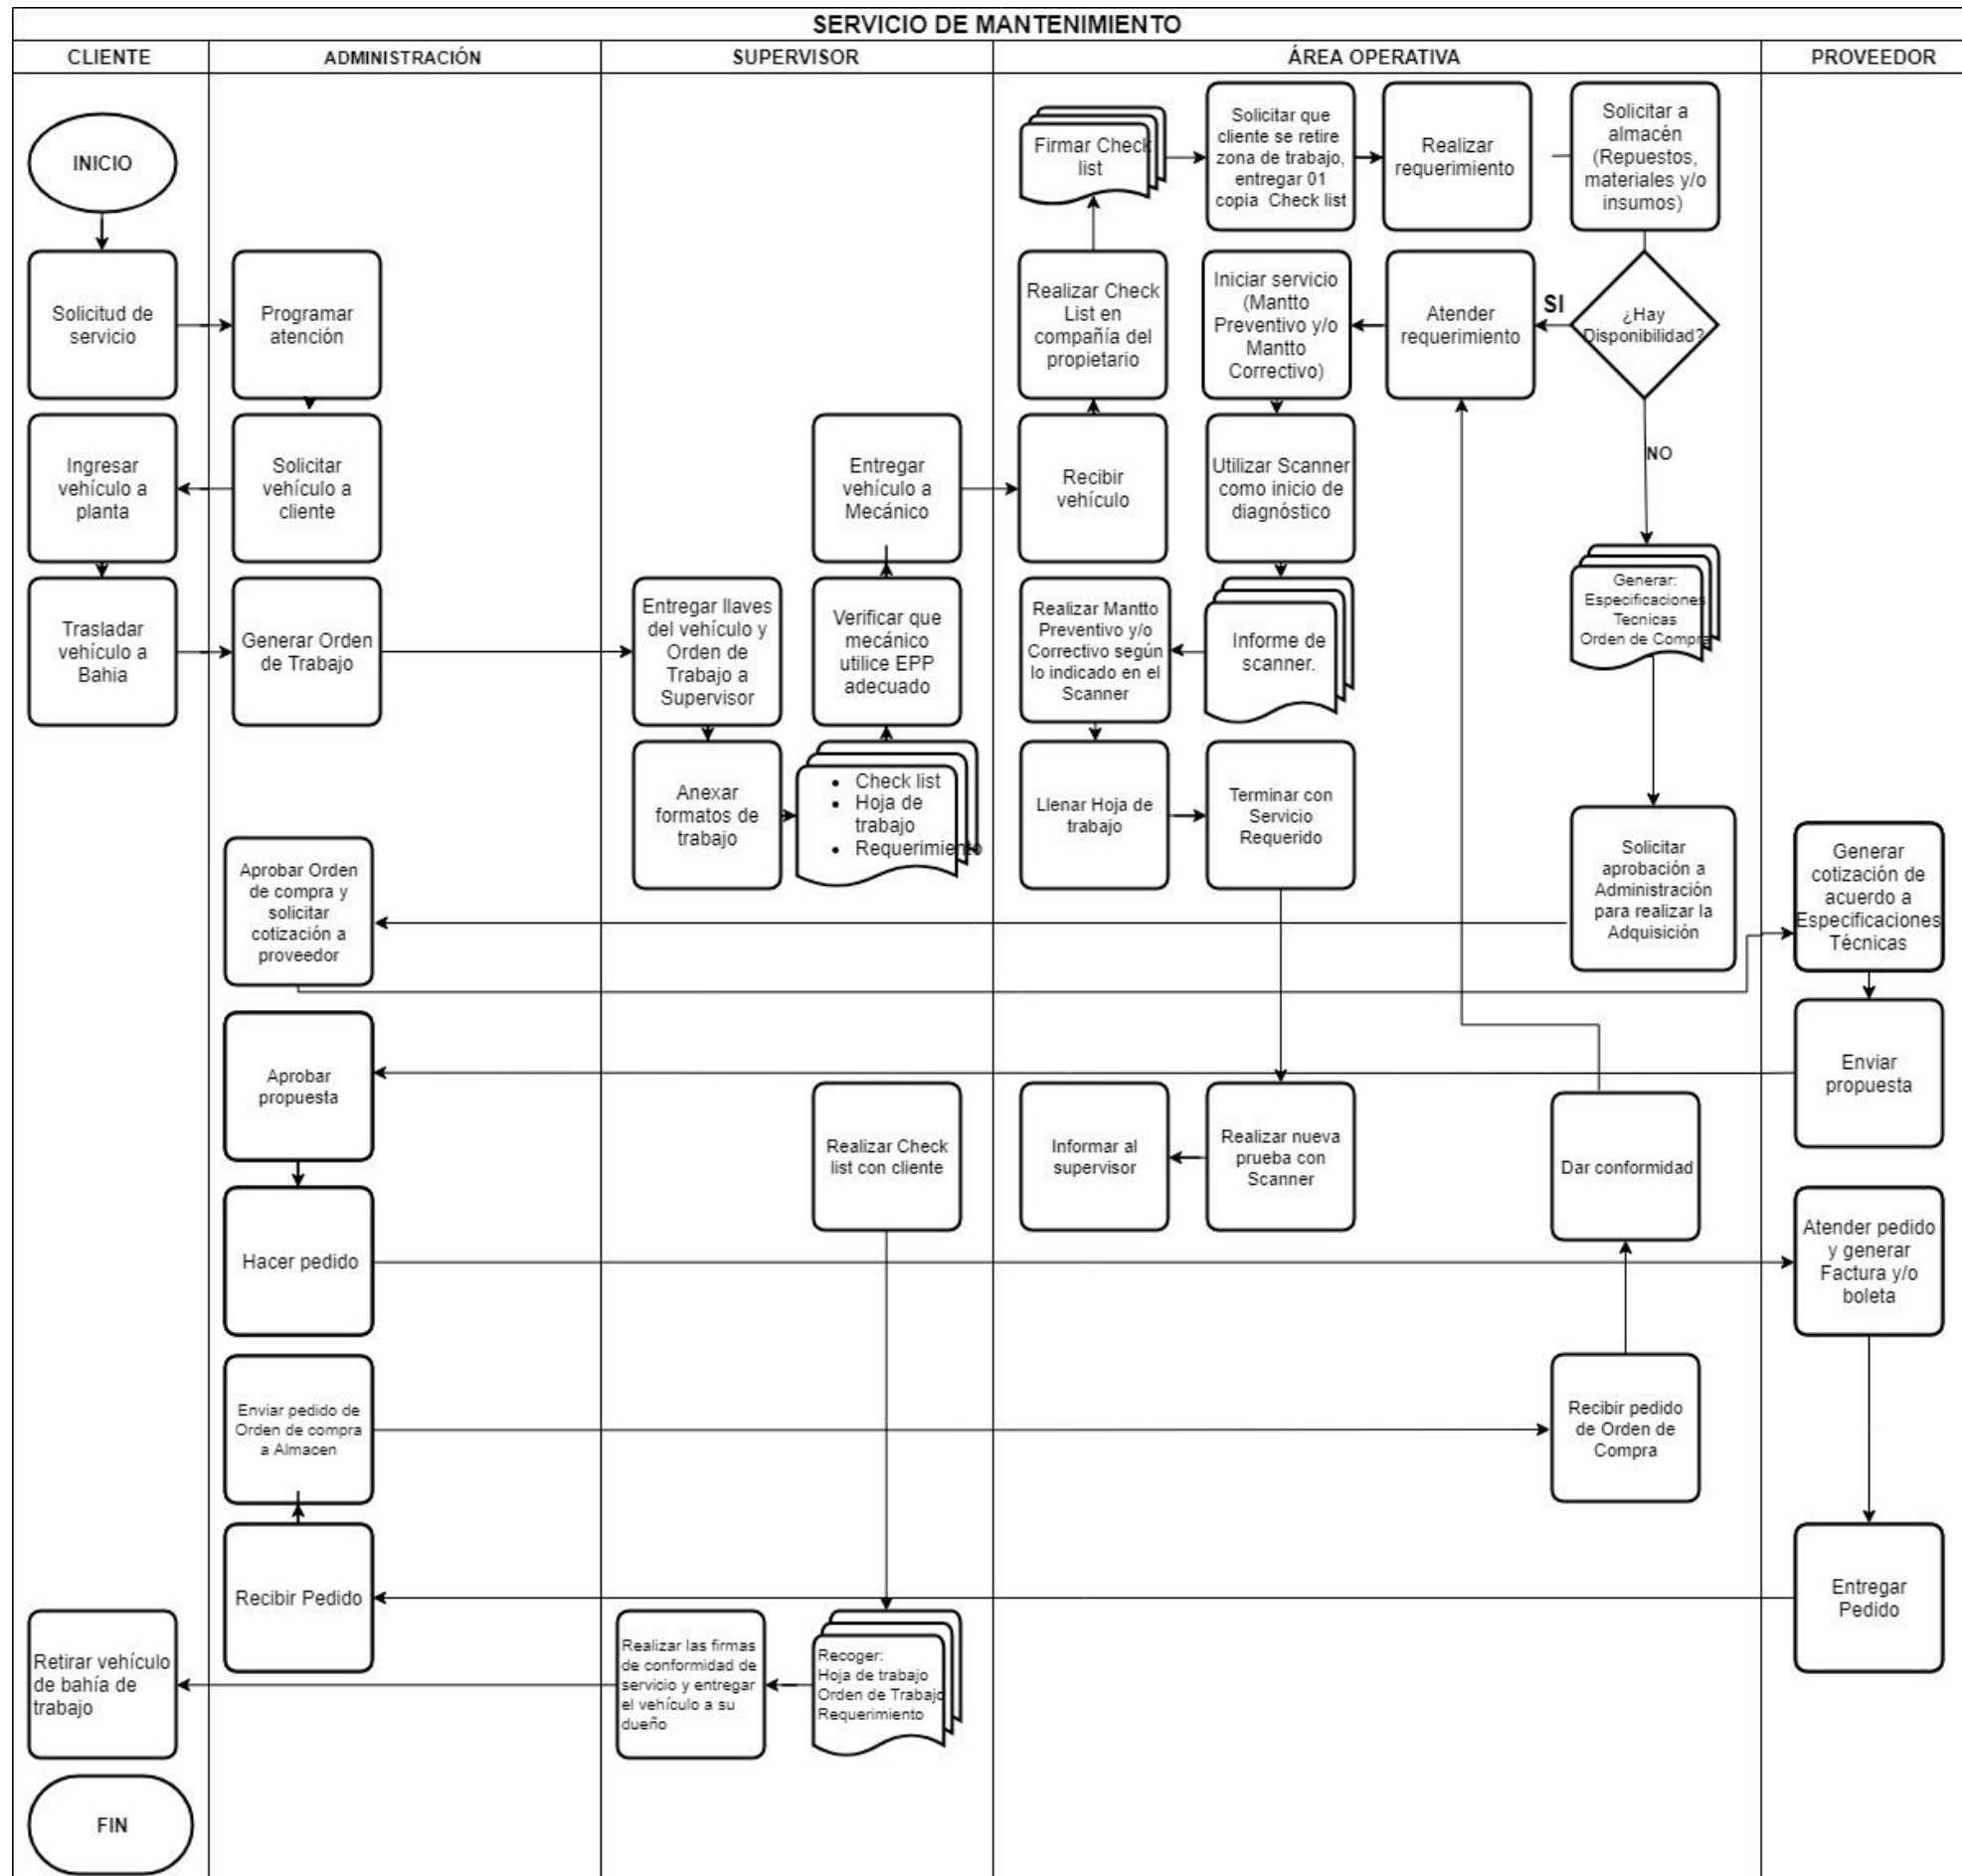 SERVICIO DE MANTENIMIENTO
CLIENTE
ADMINISTRACIÓN
SUPERVISOR
ÁREA OPERATIVA
PROVEEDOR
INICIO
Firmar Check
list
Solicitar que
cliente se retire
zona de trabajo,
entregar 01
copia Check list
Realizar
requerimiento
Solicitar a
almacén
(Repuestos,
materiales y/o
insumos)
Solicitud de
servicio
Programar
atención
Realizar Check
List en
compañía del
propietario
Iniciar servicio
(Mantto
Preventivo y/o
Mantto
Correctivo)
Atender
requerimiento
SI
¿Hay
Disponibilidad?
NO
Ingresar
vehículo a
planta
Solicitar
vehículo a
cliente
Entregar
vehículo a
Mecánico
Recibir
vehículo
Utilizar Scanner
como inicio de
diagnóstico
Trasladar
vehículo a
Bahia
Generar Orden
de Trabajo
Entregar llaves
del vehículo y
Orden de
Trabajo a
Supervisor
Verificar que
mecánico
utilice EPP
adecuado
Realizar Mantto
Preventivo y/o
Correctivo según
lo indicado en el
Scanner
Informe de
scanner.
Generar:
Especificaciones
Tecnicas
Orden de Compra
Anexar
formatos de
trabajo
• Check list
• Hoja de
trabajo
• Requerimiento
Llenar Hoja de
trabajo
Terminar con
Servicio
Requerido
Aprobar Orden
de compra y
solicitar
cotización a
proveedor
Solicitar
aprobación a
Administración
para realizar la
Adquisición
Generar
cotización de
acuerdo a
Especificaciones
Técnicas
Aprobar
propuesta
Enviar
propuesta
Realizar Check
list con cliente
Informar al
supervisor
Realizar nueva
prueba con
Scanner
Dar conformidad
Hacer pedido
Atender pedido
y generar
Factura y/o
boleta
Enviar pedido de
Orden de compra
a Almacen
Recibir pedido
de Orden de
Compra
Recibir Pedido
Entregar
Pedido
Retirar vehículo
de bahía de
trabajo
Realizar las firmas
de conformidad de
servicio y entregar
el vehículo a su
dueño
Recoger:
Hoja de trabajo
Orden de Trabajo
Requerimiento
FIN